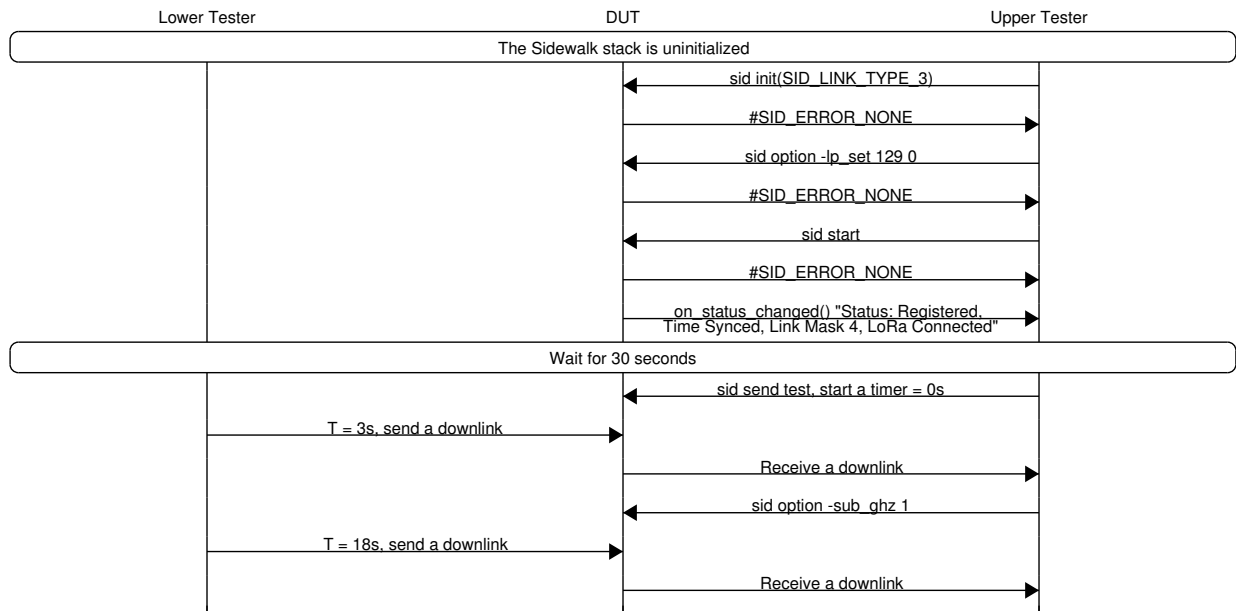 Lower Tester DUT Upper Tester
The Sidewalk stack is uninitialized
sid init(SID_LINK_TYPE_3)
#SID_ERROR_NONE
sid option -lp_set 129 0
#SID_ERROR_NONE
sid start
#SID_ERROR_NONE
on_status_changed() "Status: Registered,
Time Synced, Link Mask 4, LoRa Connected"
Wait for 30 seconds
sid send test, start a timer = 0s
T = 3s, send a downlink
Receive a downlink
sid option -sub_ghz 1
T = 18s, send a downlink
Receive a downlink